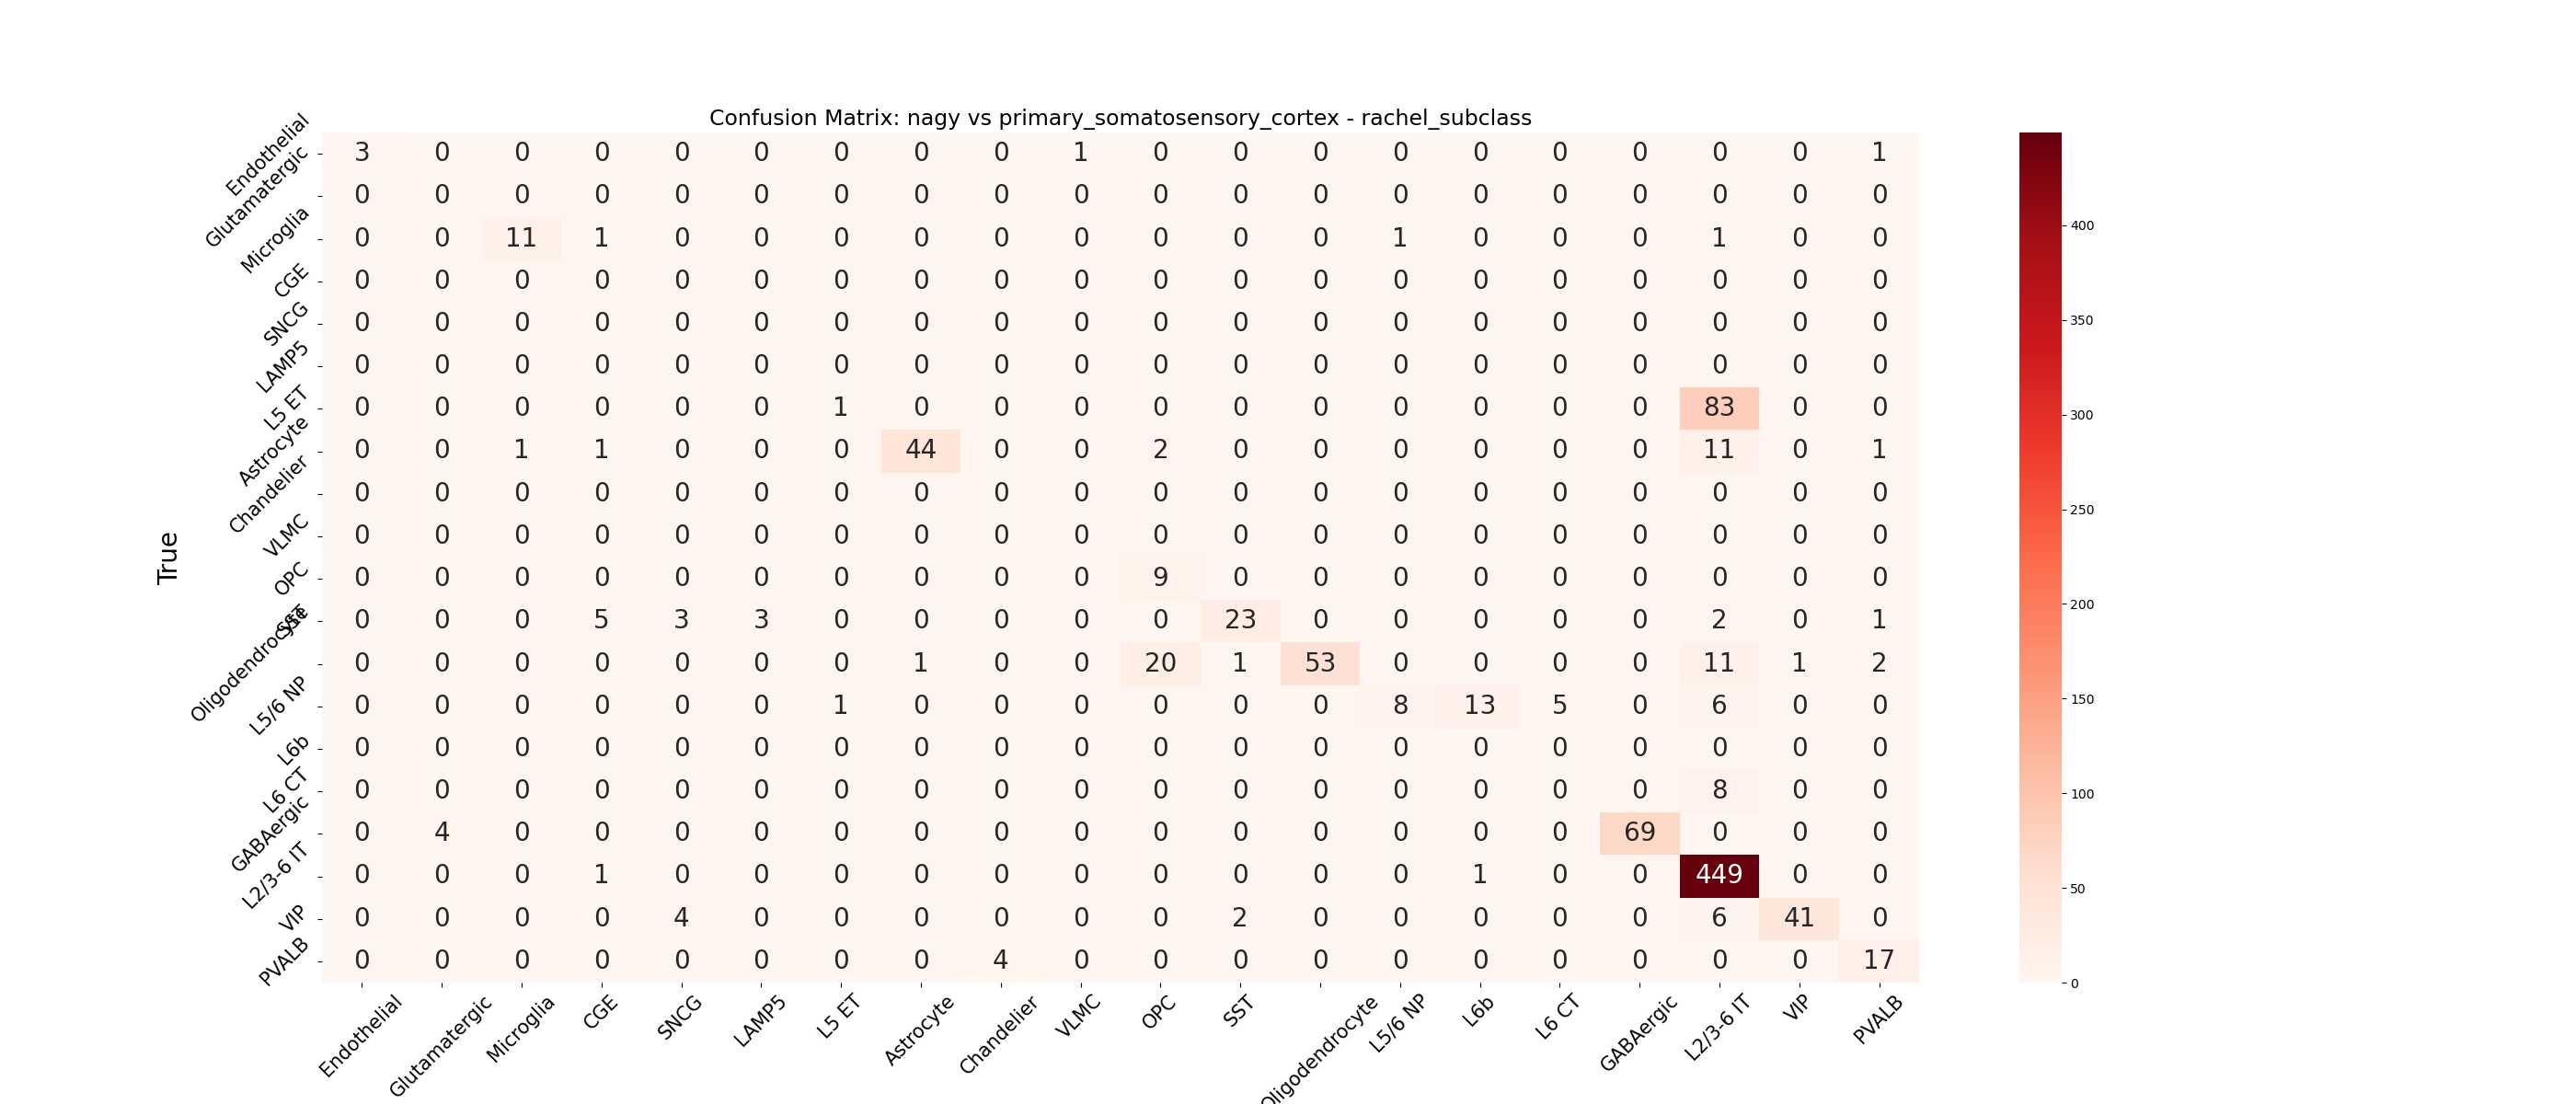 Confusion Matrix: nagy vs primary_somatosensory_cortex - rachel_subclass
True
Endothelial 3 0 0 0 0 0 0 0 0 1 0 0 0 0 0 0 0 0 0 1
Glutamatergic 0 0 0 0 0 0 0 0 0 0 0 0 0 0 0 0 0 0 0 0
Microglia 0 0 11 1 0 0 0 0 0 0 0 0 0 1 0 0 0 1 0 0
CGE 0 0 0 0 0 0 0 0 0 0 0 0 0 0 0 0 0 0 0 0
SNCG 0 0 0 0 0 0 0 0 0 0 0 0 0 0 0 0 0 0 0 0
LAMP5 0 0 0 0 0 0 0 0 0 0 0 0 0 0 0 0 0 0 0 0
L5 ET 0 0 0 0 0 0 1 0 0 0 0 0 0 0 0 0 0 83 0 0
Astrocyte 0 0 1 1 0 0 0 44 0 0 2 0 0 0 0 0 0 11 0 1
Chandelier 0 0 0 0 0 0 0 0 0 0 0 0 0 0 0 0 0 0 0 0
VLMC 0 0 0 0 0 0 0 0 0 0 0 0 0 0 0 0 0 0 0 0
OPC 0 0 0 0 0 0 0 0 0 0 9 0 0 0 0 0 0 0 0 0
SST 0 0 0 5 3 3 0 0 0 0 0 23 0 0 0 0 0 2 0 1
Oligodendrocyte 0 0 0 0 0 0 0 1 0 0 20 1 53 0 0 0 0 11 1 2
L5/6 NP 0 0 0 0 0 0 1 0 0 0 0 0 0 8 13 5 0 6 0 0
L6b 0 0 0 0 0 0 0 0 0 0 0 0 0 0 0 0 0 0 0 0
L6 CT 0 0 0 0 0 0 0 0 0 0 0 0 0 0 0 0 0 8 0 0
GABAergic 0 4 0 0 0 0 0 0 0 0 0 0 0 0 0 0 69 0 0 0
L2/3-6 IT 0 0 0 1 0 0 0 0 0 0 0 0 0 0 1 0 0 449 0 0
VIP 0 0 0 0 4 0 0 0 0 0 0 2 0 0 0 0 0 6 41 0
PVALB 0 0 0 0 0 0 0 0 4 0 0 0 0 0 0 0 0 0 0 17
Endothelial Glutamatergic Microglia CGE SNCG LAMP5 L5 ET Astrocyte Chandelier VLMC OPC SST Oligodendrocyte L5/6 NP L6b L6 CT GABAergic L2/3-6 IT VIP PVALB
400
350
300
250
200
150
100
50
0